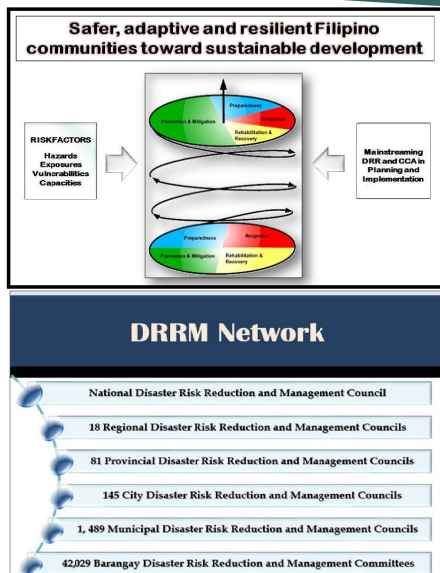 Safer, adaptive and resilient Filipino
communities toward sustainable development
RISKFACTORS
Hazards
Exposures
Vulnerabilities
Capacities
Preparedness
Prevention & Mitigation
Response
Rehabilitation &
Recovery
Preparedness
Response
Prevention & Mitigation
Rehabilitation &
Recovery
Mainstreaming
DRR and CCA in
Planning and
Implementation
DRRM Network
National Disaster Risk Reduction and Management Council
18 Regional Disaster Risk Reduction and Management Councils
81 Provincial Disaster Risk Reduction and Management Councils
145 City Disaster Risk Reduction and Management Councils
1, 489 Municipal Disaster Risk Reduction and Management Councils
42,029 Barangay Disaster Risk Reduction and Management Committees